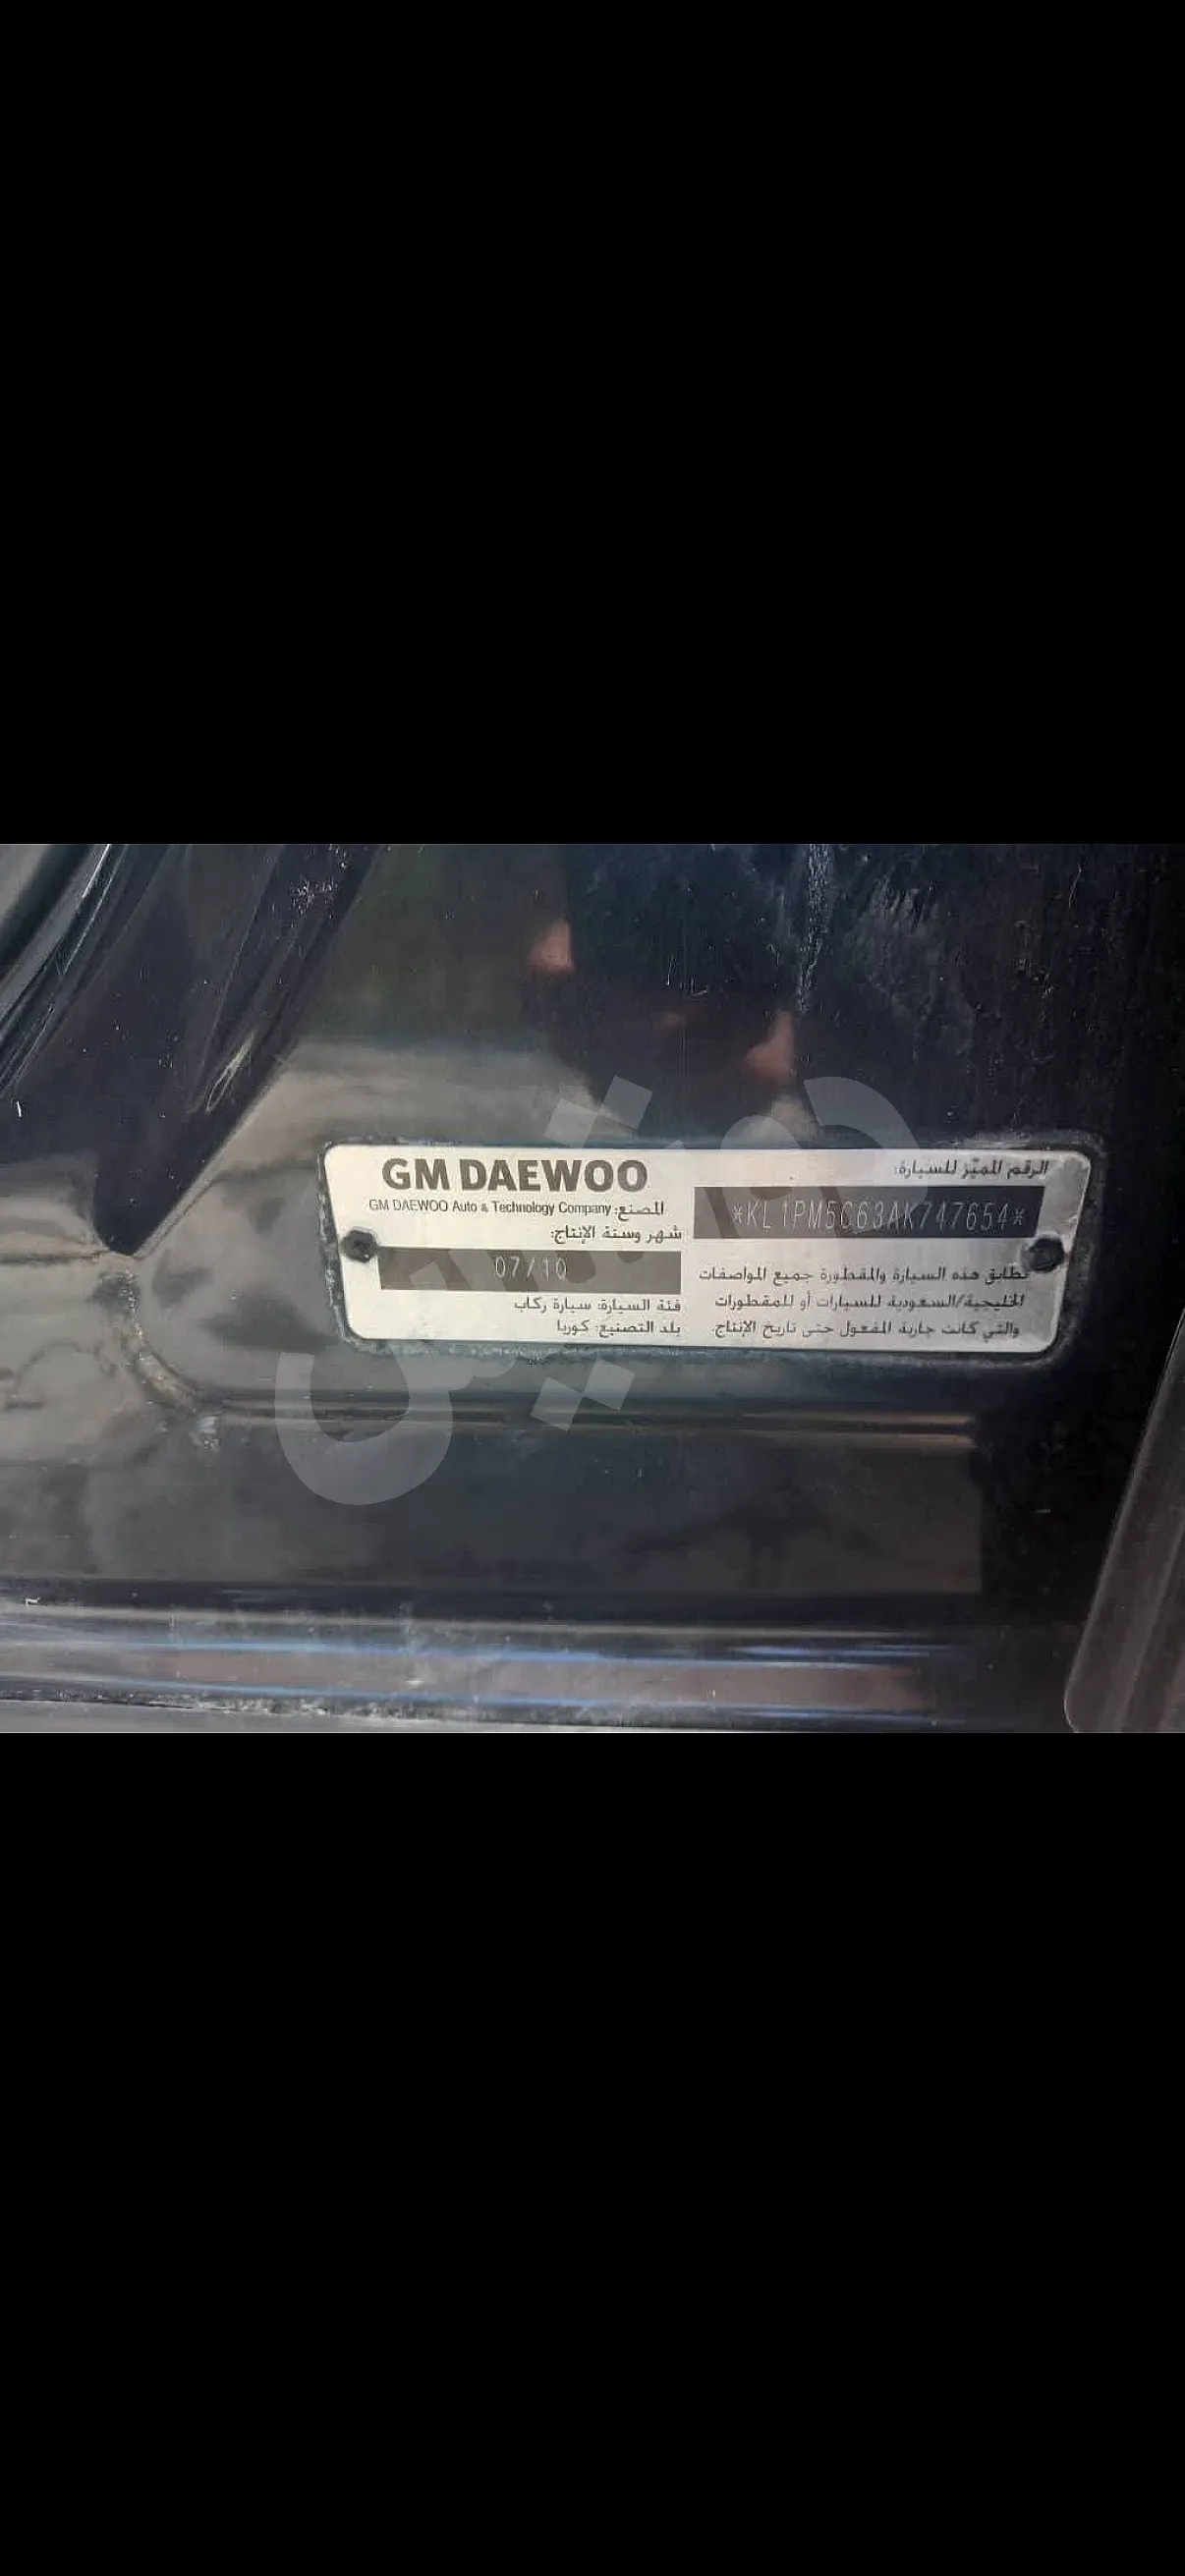 GM DAEWOO
المصنع: GM DAEWOO Auto & Technology Company
شهر وسنة الإنتاج:
07/10
فئة السيارة: سيارة ركاب
بلد التصنيع: كوريا
الرقم المميّز للسيارة:
*KL1PM5C63AK747654*
تطابق هذه السيارة والمقطورة جميع المواصفات
الخليجية/السعودية للسيارات أو للمقطورات
والتي كانت جارية المفعول حتى تاريخ الإنتاج.